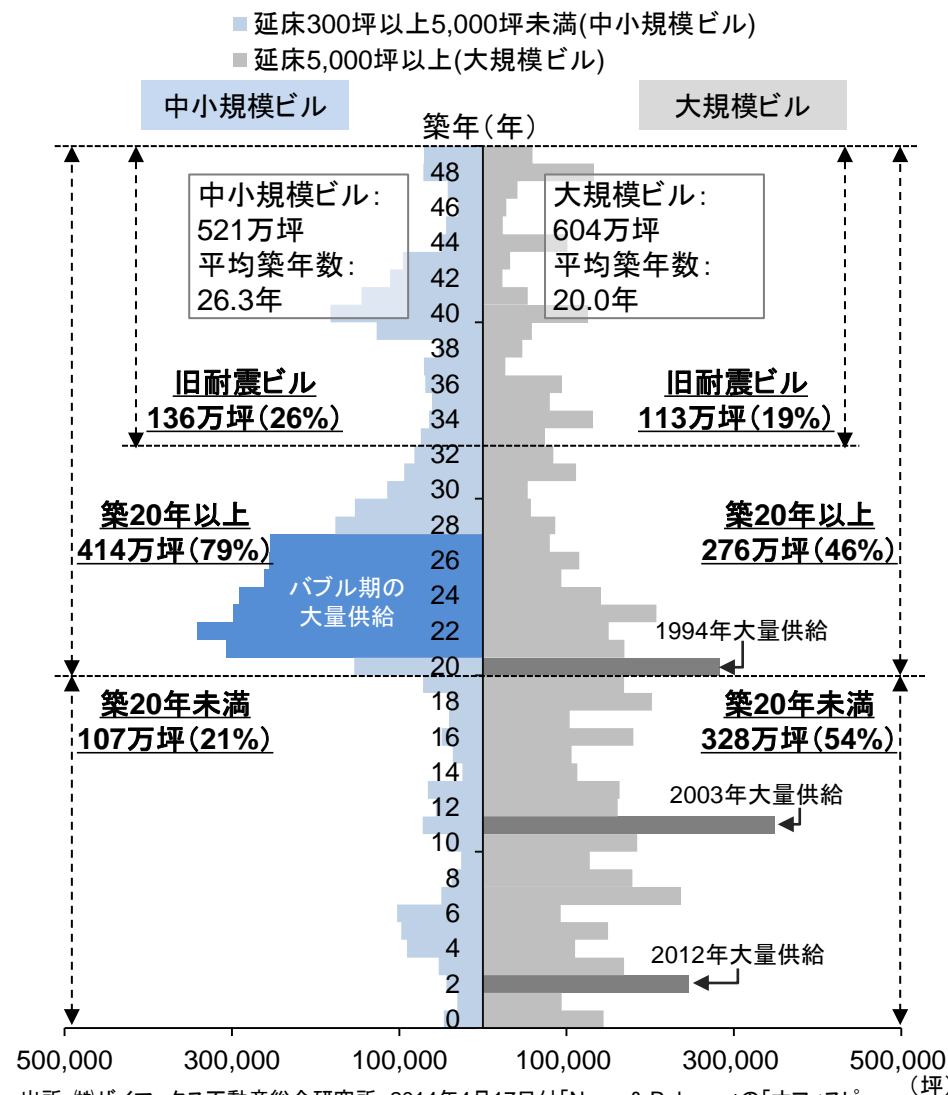 延床300坪以上5,000坪未満(中小規模ビル)
延床5,000坪以上(大規模ビル)
中小規模ビル
大規模ビル
築年(年)
中小規模ビル:
521万坪
平均築年数:
26.3年
大規模ビル:
604万坪
平均築年数:
20.0年
48
46
44
42
40
38
36
34
32
30
28
26
24
22
20
18
16
14
12
10
8
6
4
2
0
旧耐震ビル
136万坪(26%)
旧耐震ビル
113万坪(19%)
築20年以上
414万坪(79%)
築20年以上
276万坪(46%)
バブル期の
大量供給
1994年大量供給
築20年未満
107万坪(21%)
築20年未満
328万坪(54%)
2003年大量供給
2012年大量供給
500,000 300,000 100,000 100,000 300,000 500,000
(坪)